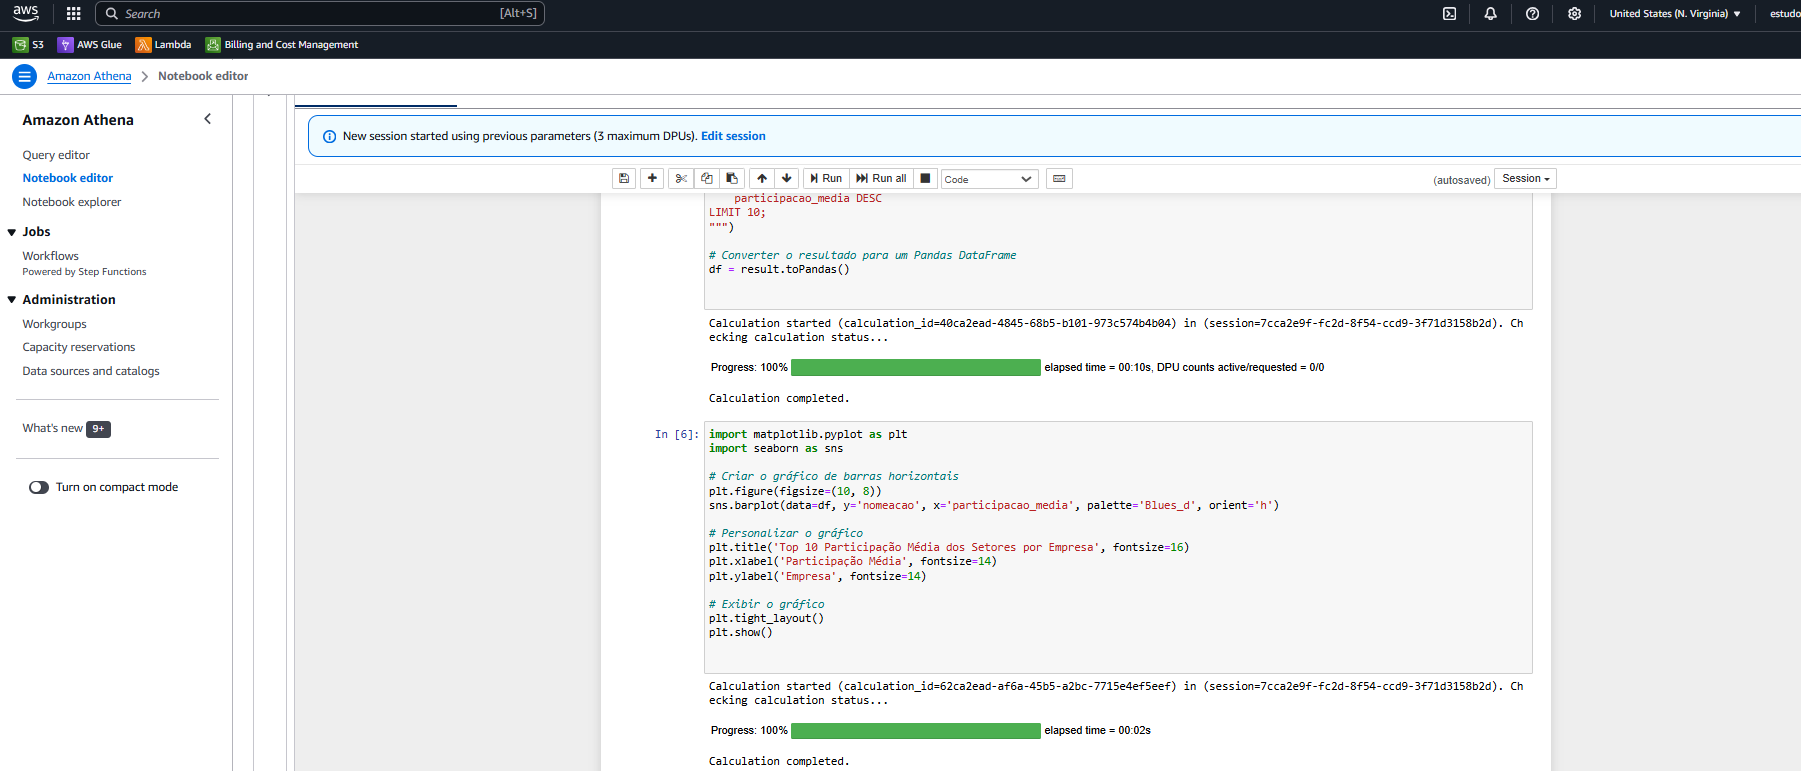 aws
Search
[Alt+S]
United States (N. Virginia)
estudo
S3
AWS Glue
Lambda
Billing and Cost Management
Amazon Athena
Notebook editor
Amazon Athena
Query editor
Notebook editor
Notebook explorer
Jobs
Workflows
Powered by Step Functions
Administration
Workgroups
Capacity reservations
Data sources and catalogs
What's new 9+
Turn on compact mode
New session started using previous parameters (3 maximum DPUs). Edit session
Run
Run all
Code
(autosaved)
Session
participacao_media DESC
LIMIT 10;
""")
# Converter o resultado para um Pandas DataFrame
df = result.toPandas()
Calculation started (calculation_id=40ca2ead-4845-68b5-b101-973c574b4b04) in (session=7cca2e9f-fc2d-8f54-ccd9-3f71d3158b2d). Ch
ecking calculation status...
Progress: 100%
elapsed time = 00:10s, DPU counts active/requested = 0/0
Calculation completed.
In [6]:
import matplotlib.pyplot as plt
import seaborn as sns
# Criar o gráfico de barras horizontais
plt.figure(figsize=(10, 8))
sns.barplot(data=df, y='nomeacao', x='participacao_media', palette='Blues_d', orient='h')
# Personalizar o gráfico
plt.title('Top 10 Participação Média dos Setores por Empresa', fontsize=16)
plt.xlabel('Participação Média', fontsize=14)
plt.ylabel('Empresa', fontsize=14)
# Exibir o gráfico
plt.tight_layout()
plt.show()
Calculation started (calculation_id=62ca2ead-af6a-45b5-a2bc-7715e4ef5eef) in (session=7cca2e9f-fc2d-8f54-ccd9-3f71d3158b2d). Ch
ecking calculation status...
Progress: 100%
elapsed time = 00:02s
Calculation completed.